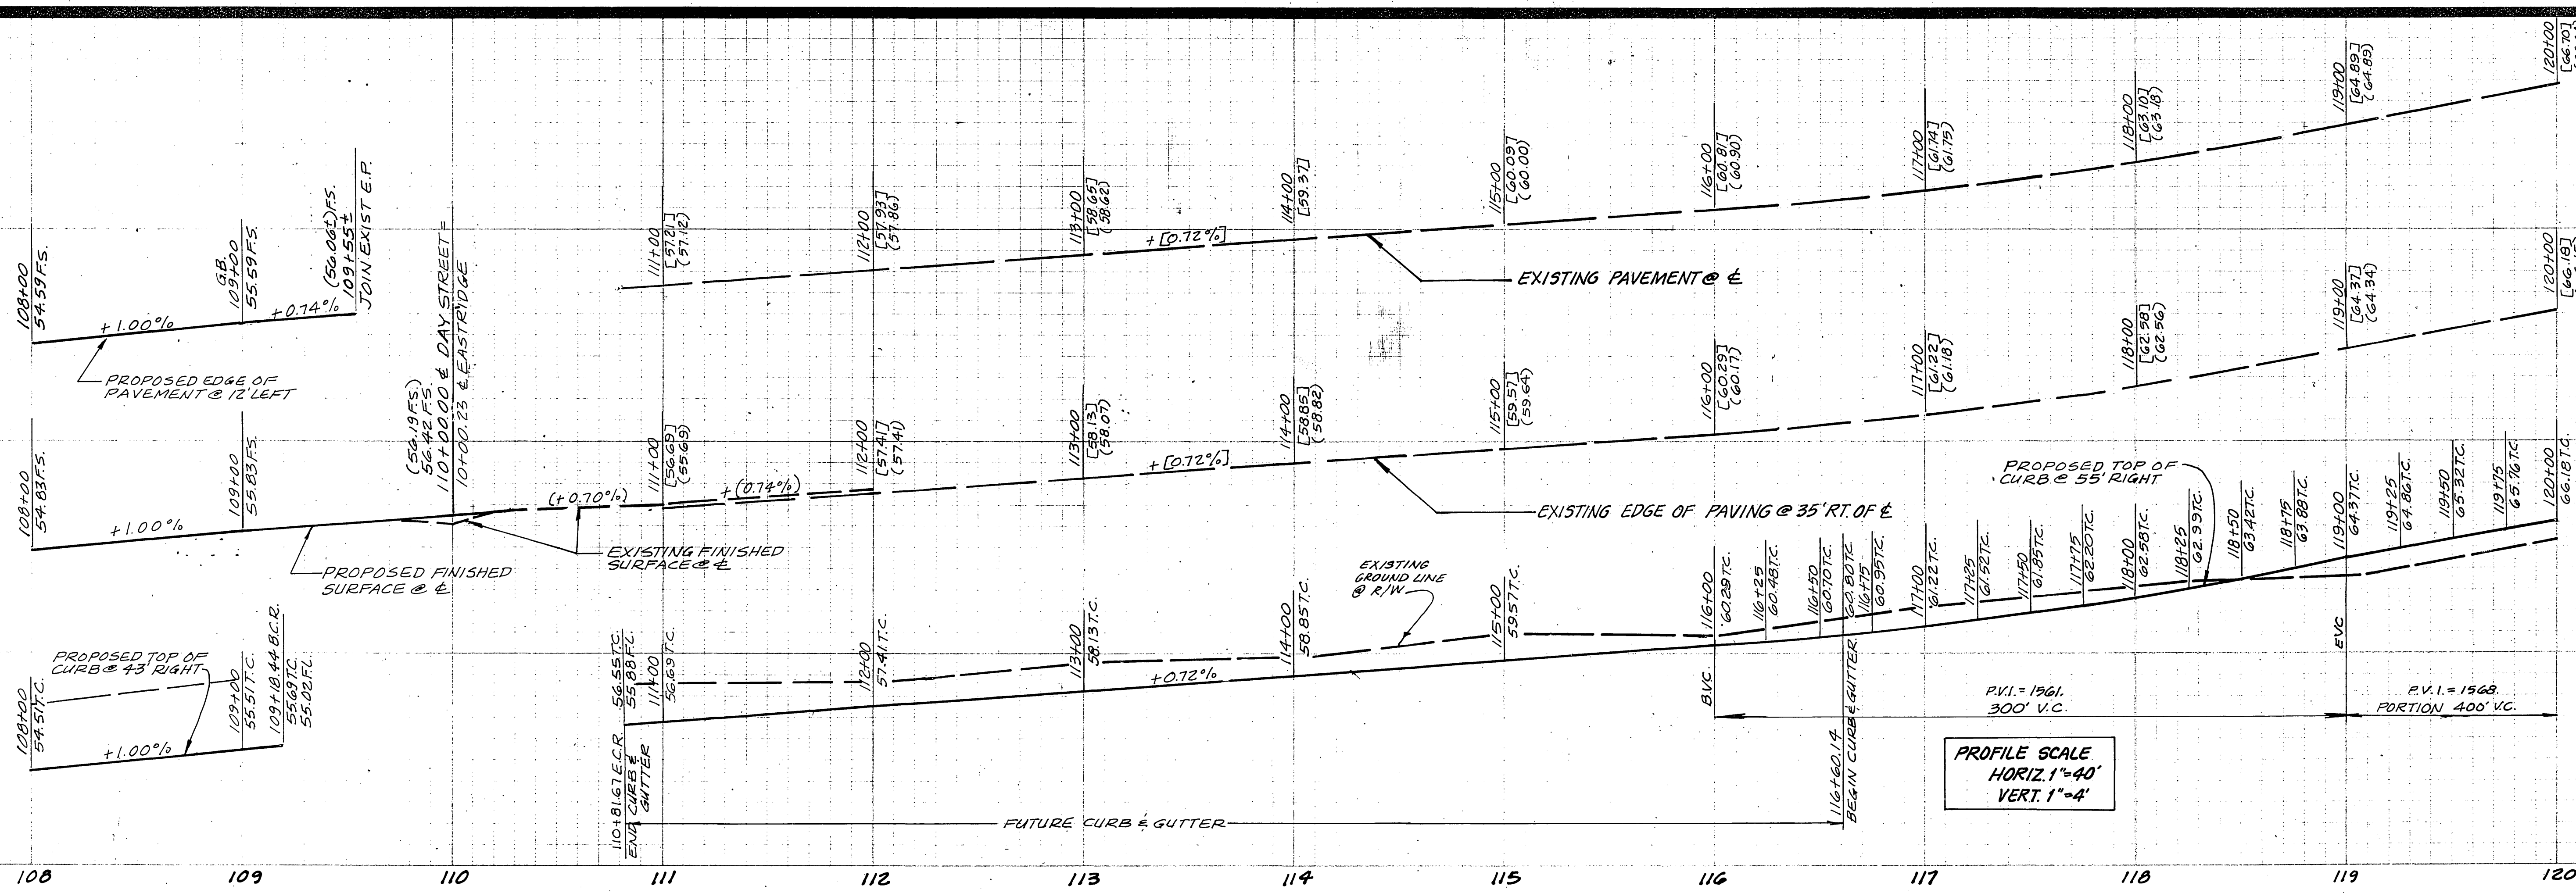 108+00
54.59 F.S.
+1.00%
G.B.
109+00
55.59 F.S.
+0.74%
(56.06±) F.S.
109+55±
JOIN EXIST E.P.
PROPOSED EDGE OF
PAVEMENT @ 12' LEFT
111+00
[57.21]
(57.12)
112+00
[57.93]
(57.86)
113+00
[58.65]
(58.62)
+[0.72%]
114+00
[59.37]
115+00
[60.09]
(60.00)
116+00
[60.81]
(60.90)
117+00
[61.74]
(61.75)
118+00
[63.10]
(63.18)
119+00
[64.89]
(64.89)
120+00
[66.70]
EXISTING PAVEMENT @ ℄
108+00
54.83 F.S.
+1.00%
109+00
55.83 F.S.
(56.19 F.S.)
56.42 F.S.
110+00.00 ℄ DAY STREET =
10+00.23 ℄ EASTRIDGE
(+0.70%)
111+00
[56.69]
(55.69)
+(0.74%)
112+00
[57.41]
(57.41)
113+00
[58.13]
(58.07)
+[0.72%]
114+00
[58.85]
(58.82)
115+00
[59.57]
(59.64)
116+00
[60.29]
(60.17)
117+00
[61.22]
(61.18)
118+00
[62.58]
(62.56)
119+00
[64.37]
(64.34)
120+00
[66.18]
EXISTING FINISHED
SURFACE @ ℄
PROPOSED FINISHED
SURFACE @ ℄
EXISTING EDGE OF PAVING @ 35' RT. OF ℄
PROPOSED TOP OF
CURB @ 55' RIGHT
EXISTING
GROUND LINE
@ R/W
PROPOSED TOP OF
CURB @ 43' RIGHT
108+00
54.51 T.C.
+1.00%
109+00
55.51 T.C.
109+18.44 B.C.R.
55.69 T.C.
55.02 F.L.
110+81.67 E.C.R.
END CURB &
GUTTER
56.55 T.C.
55.88 F.L.
111+00
56.69 T.C.
112+00
57.41 T.C.
113+00
58.13 T.C.
+0.72%
114+00
58.85 T.C.
115+00
59.57 T.C.
B.V.C.
116+00
60.29 T.C.
116+25
60.48 T.C.
116+50
60.70 T.C.
116+60.14
BEGIN CURB & GUTTER
60.80 T.C.
116+75
60.95 T.C.
117+00
61.22 T.C.
117+25
61.52 T.C.
117+50
61.85 T.C.
117+75
62.20 T.C.
118+00
62.58 T.C.
118+25
62.99 T.C.
118+50
63.42 T.C.
118+75
63.88 T.C.
EVC
119+00
64.37 T.C.
119+25
64.86 T.C.
119+50
65.32 T.C.
119+75
65.76 T.C.
120+00
66.18 T.C.
P.V.I. = 1561.
300' V.C.
P.V.I. = 1568.
PORTION 400' V.C.
FUTURE CURB & GUTTER
PROFILE SCALE
HORIZ. 1"=40'
VERT. 1"=4'
108 109 110 111 112 113 114 115 116 117 118 119 120